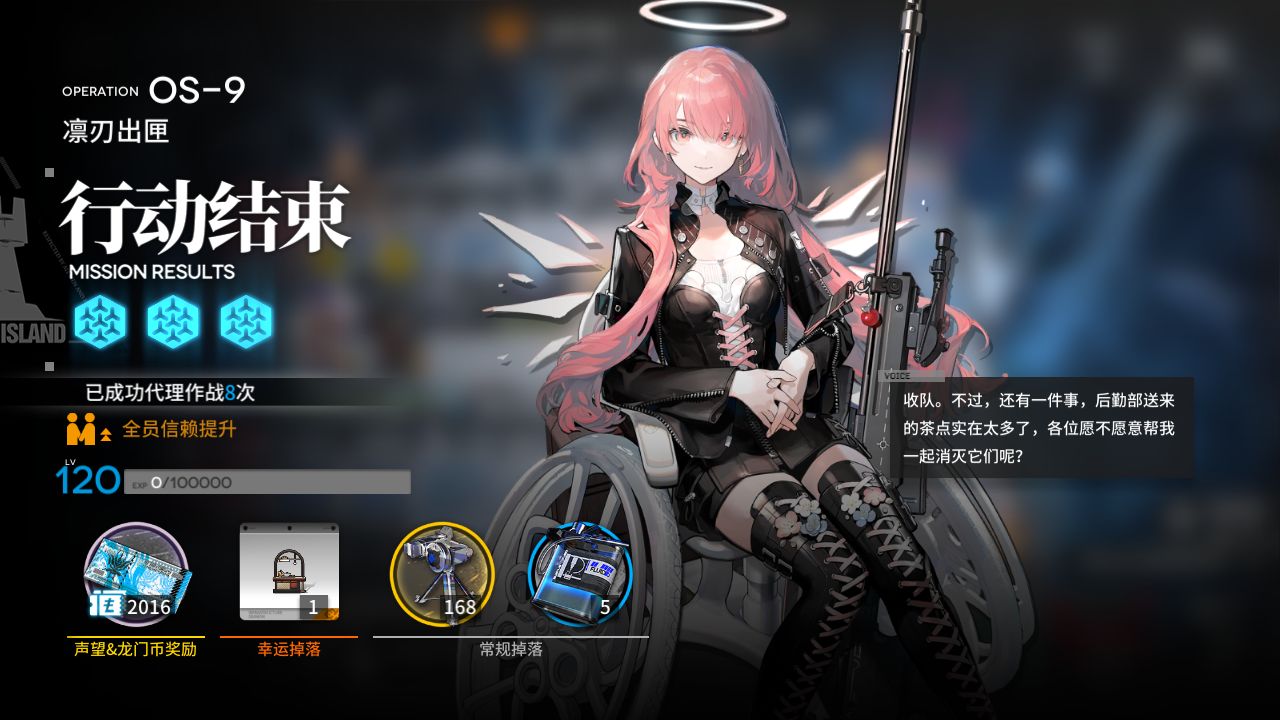 OPERATION OS-9
凛刃出匣
行动结束
MISSION RESULTS
ISLAND
已成功代理作战8次
全员信赖提升
LV
120
EXP 0/100000
VOICE
收队。不过，还有一件事，后勤部送来
的茶点实在太多了，各位愿不愿意帮我
一起消灭它们呢？
2016
1
168
5
声望&龙门币奖励
幸运掉落
常规掉落